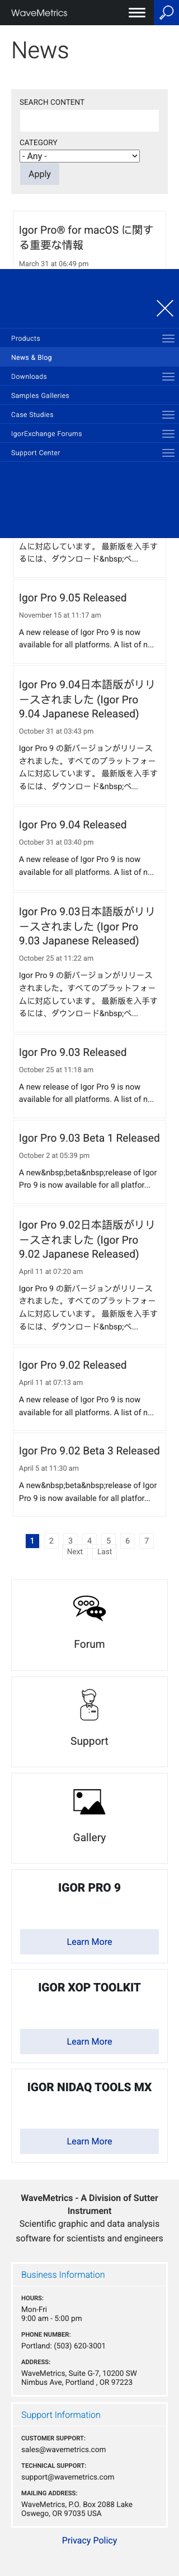 WaveMetrics
News
SEARCH CONTENT
CATEGORY
- Any -
Apply
Igor Pro® for macOS に関す
る重要な情報
March 31 at 06:49 pm
Products
News & Blog
Downloads
Samples Galleries
Case Studies
IgorExchange Forums
Support Center
ムに対応しています。 最新版を入手す
るには、ダウンロード&nbsp;ペ...
Igor Pro 9.05 Released
November 15 at 11:17 am
A new release of Igor Pro 9 is now
available for all platforms. A list of n...
Igor Pro 9.04日本語版がリリ
ースされました (Igor Pro
9.04 Japanese Released)
October 31 at 03:43 pm
Igor Pro 9 の新バージョンがリリース
されました。すべてのプラットフォー
ムに対応しています。 最新版を入手す
るには、ダウンロード&nbsp;ペ...
Igor Pro 9.04 Released
October 31 at 03:40 pm
A new release of Igor Pro 9 is now
available for all platforms. A list of n...
Igor Pro 9.03日本語版がリリ
ースされました (Igor Pro
9.03 Japanese Released)
October 25 at 11:22 am
Igor Pro 9 の新バージョンがリリース
されました。すべてのプラットフォー
ムに対応しています。 最新版を入手す
るには、ダウンロード&nbsp;ペ...
Igor Pro 9.03 Released
October 25 at 11:18 am
A new release of Igor Pro 9 is now
available for all platforms. A list of n...
Igor Pro 9.03 Beta 1 Released
October 2 at 05:39 pm
A new&nbsp;beta&nbsp;release of Igor
Pro 9 is now available for all platfor...
Igor Pro 9.02日本語版がリリ
ースされました (Igor Pro
9.02 Japanese Released)
April 11 at 07:20 am
Igor Pro 9 の新バージョンがリリース
されました。すべてのプラットフォー
ムに対応しています。 最新版を入手す
るには、ダウンロード&nbsp;ペ...
Igor Pro 9.02 Released
April 11 at 07:13 am
A new release of Igor Pro 9 is now
available for all platforms. A list of n...
Igor Pro 9.02 Beta 3 Released
April 5 at 11:30 am
A new&nbsp;beta&nbsp;release of Igor
Pro 9 is now available for all platfor...
1 2 3 4 5 6 7
Next Last
Forum
Support
Gallery
IGOR PRO 9
Learn More
IGOR XOP TOOLKIT
Learn More
IGOR NIDAQ TOOLS MX
Learn More
WaveMetrics - A Division of Sutter
Instrument
Scientific graphic and data analysis
software for scientists and engineers
Business Information
HOURS:
Mon-Fri
9:00 am - 5:00 pm
PHONE NUMBER:
Portland: (503) 620-3001
ADDRESS:
WaveMetrics, Suite G-7, 10200 SW
Nimbus Ave, Portland , OR 97223
Support Information
CUSTOMER SUPPORT:
sales@wavemetrics.com
TECHNICAL SUPPORT:
support@wavemetrics.com
MAILING ADDRESS:
WaveMetrics, P.O. Box 2088 Lake
Oswego, OR 97035 USA
Privacy Policy